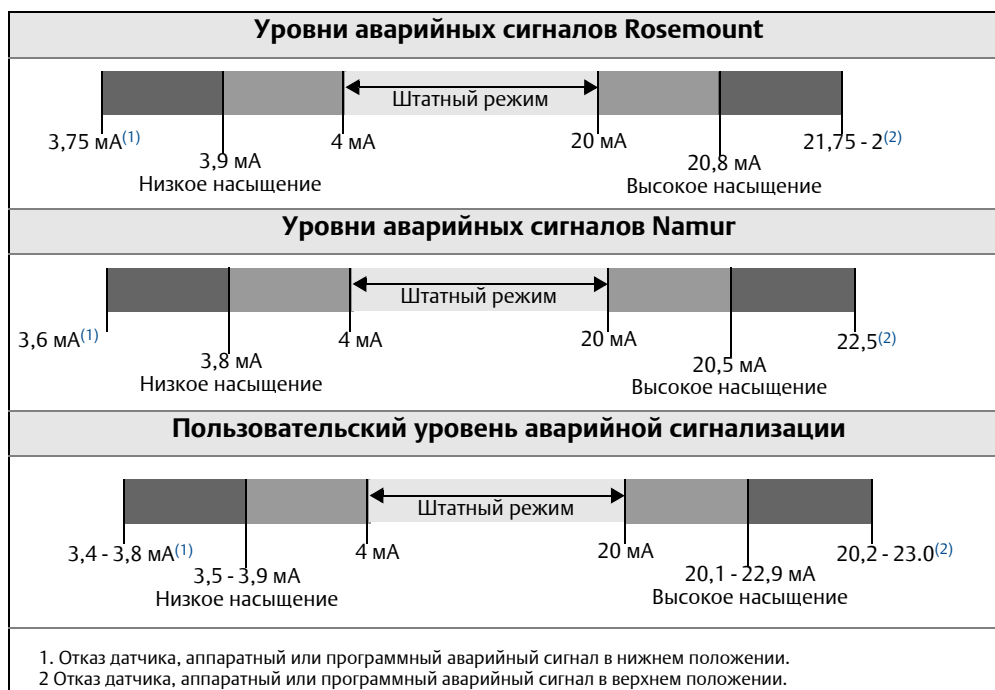 Уровни аварийных сигналов Rosemount
Штатный режим
3,75 мА(1)
4 мА
20 мА
21,75 - 2(2)
3,9 мА
20,8 мА
Низкое насыщение
Высокое насыщение
Уровни аварийных сигналов Namur
Штатный режим
3,6 мА(1)
4 мА
20 мА
22,5(2)
3,8 мА
20,5 мА
Низкое насыщение
Высокое насыщение
Пользовательский уровень аварийной сигнализации
Штатный режим
3,4 - 3,8 мА(1)
4 мА
20 мА
20,2 - 23.0(2)
3,5 - 3,9 мА
20,1 - 22,9 мА
Низкое насыщение
Высокое насыщение
1. Отказ датчика, аппаратный или программный аварийный сигнал в нижнем положении.
2 Отказ датчика, аппаратный или программный аварийный сигнал в верхнем положении.